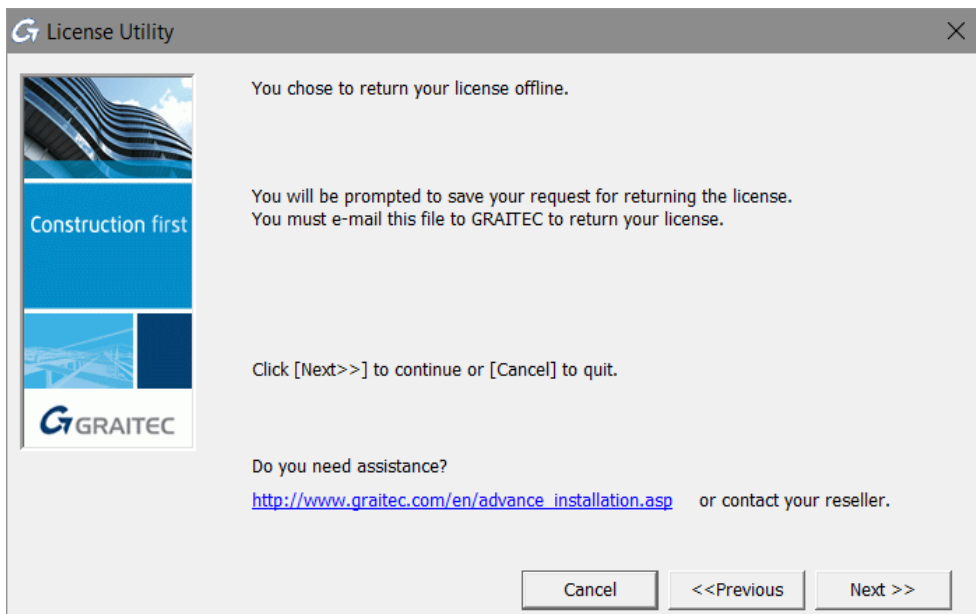 License Utility
You chose to return your license offline.
You will be prompted to save your request for returning the license.
You must e-mail this file to GRAITEC to return your license.
Construction first
Click [Next>>] to continue or [Cancel] to quit.
GRAITEC
Do you need assistance?
http://www.graitec.com/en/advance_installation.asp or contact your reseller.
Cancel <<Previous Next >>